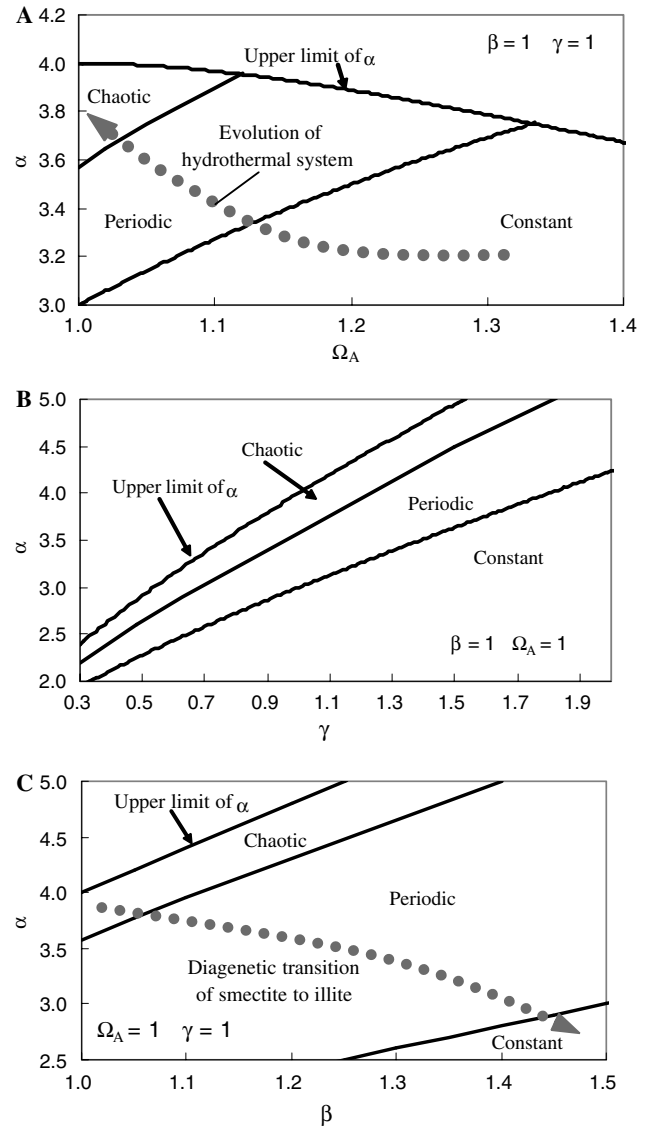 A
4.2
4.0
3.8
3.6
3.4
3.2
3.0
α
β = 1 γ = 1
Upper limit of α
Chaotic
Evolution of
hydrothermal system
Periodic
Constant
1.0 1.1 1.2 1.3 1.4
Ω_A
B
5.0
4.5
4.0
3.5
3.0
2.5
2.0
α
Chaotic
Upper limit of α
Periodic
Constant
β = 1 Ω_A = 1
0.3 0.5 0.7 0.9 1.1 1.3 1.5 1.7 1.9
γ
C
5.0
4.5
4.0
3.5
3.0
2.5
α
Upper limit of α
Chaotic
Periodic
Diagenetic transition
of smectite to illite
Ω_A = 1 γ = 1
Constant
1.0 1.1 1.2 1.3 1.4 1.5
β